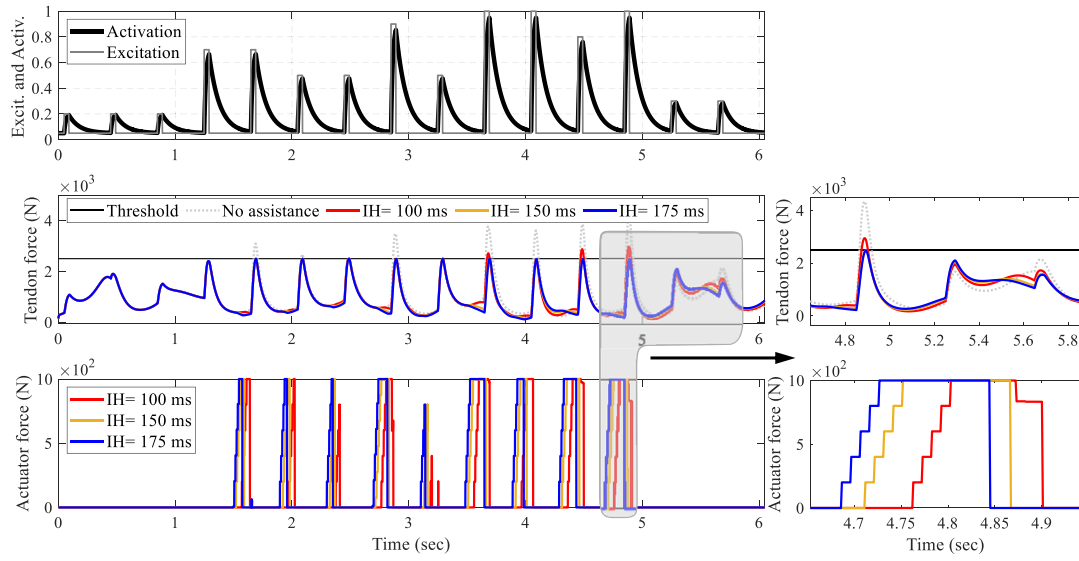 Excit. and Activ.
1
0.8
0.6
0.4
0.2
0
Activation
Excitation
0 1 2 3 4 5 6
×10³
Tendon force (N)
4
2
0
Threshold No assistance IH= 100 ms IH= 150 ms IH= 175 ms
0 1 2 3 4 5 6
×10³
Tendon force (N)
4
2
0
4.8 5 5.2 5.4 5.6 5.8
×10²
Actuator force (N)
10
5
0
IH= 100 ms
IH= 150 ms
IH= 175 ms
0 1 2 3 4 5 6
Time (sec)
×10²
Actuator force (N)
10
5
0
4.7 4.75 4.8 4.85 4.9
Time (sec)